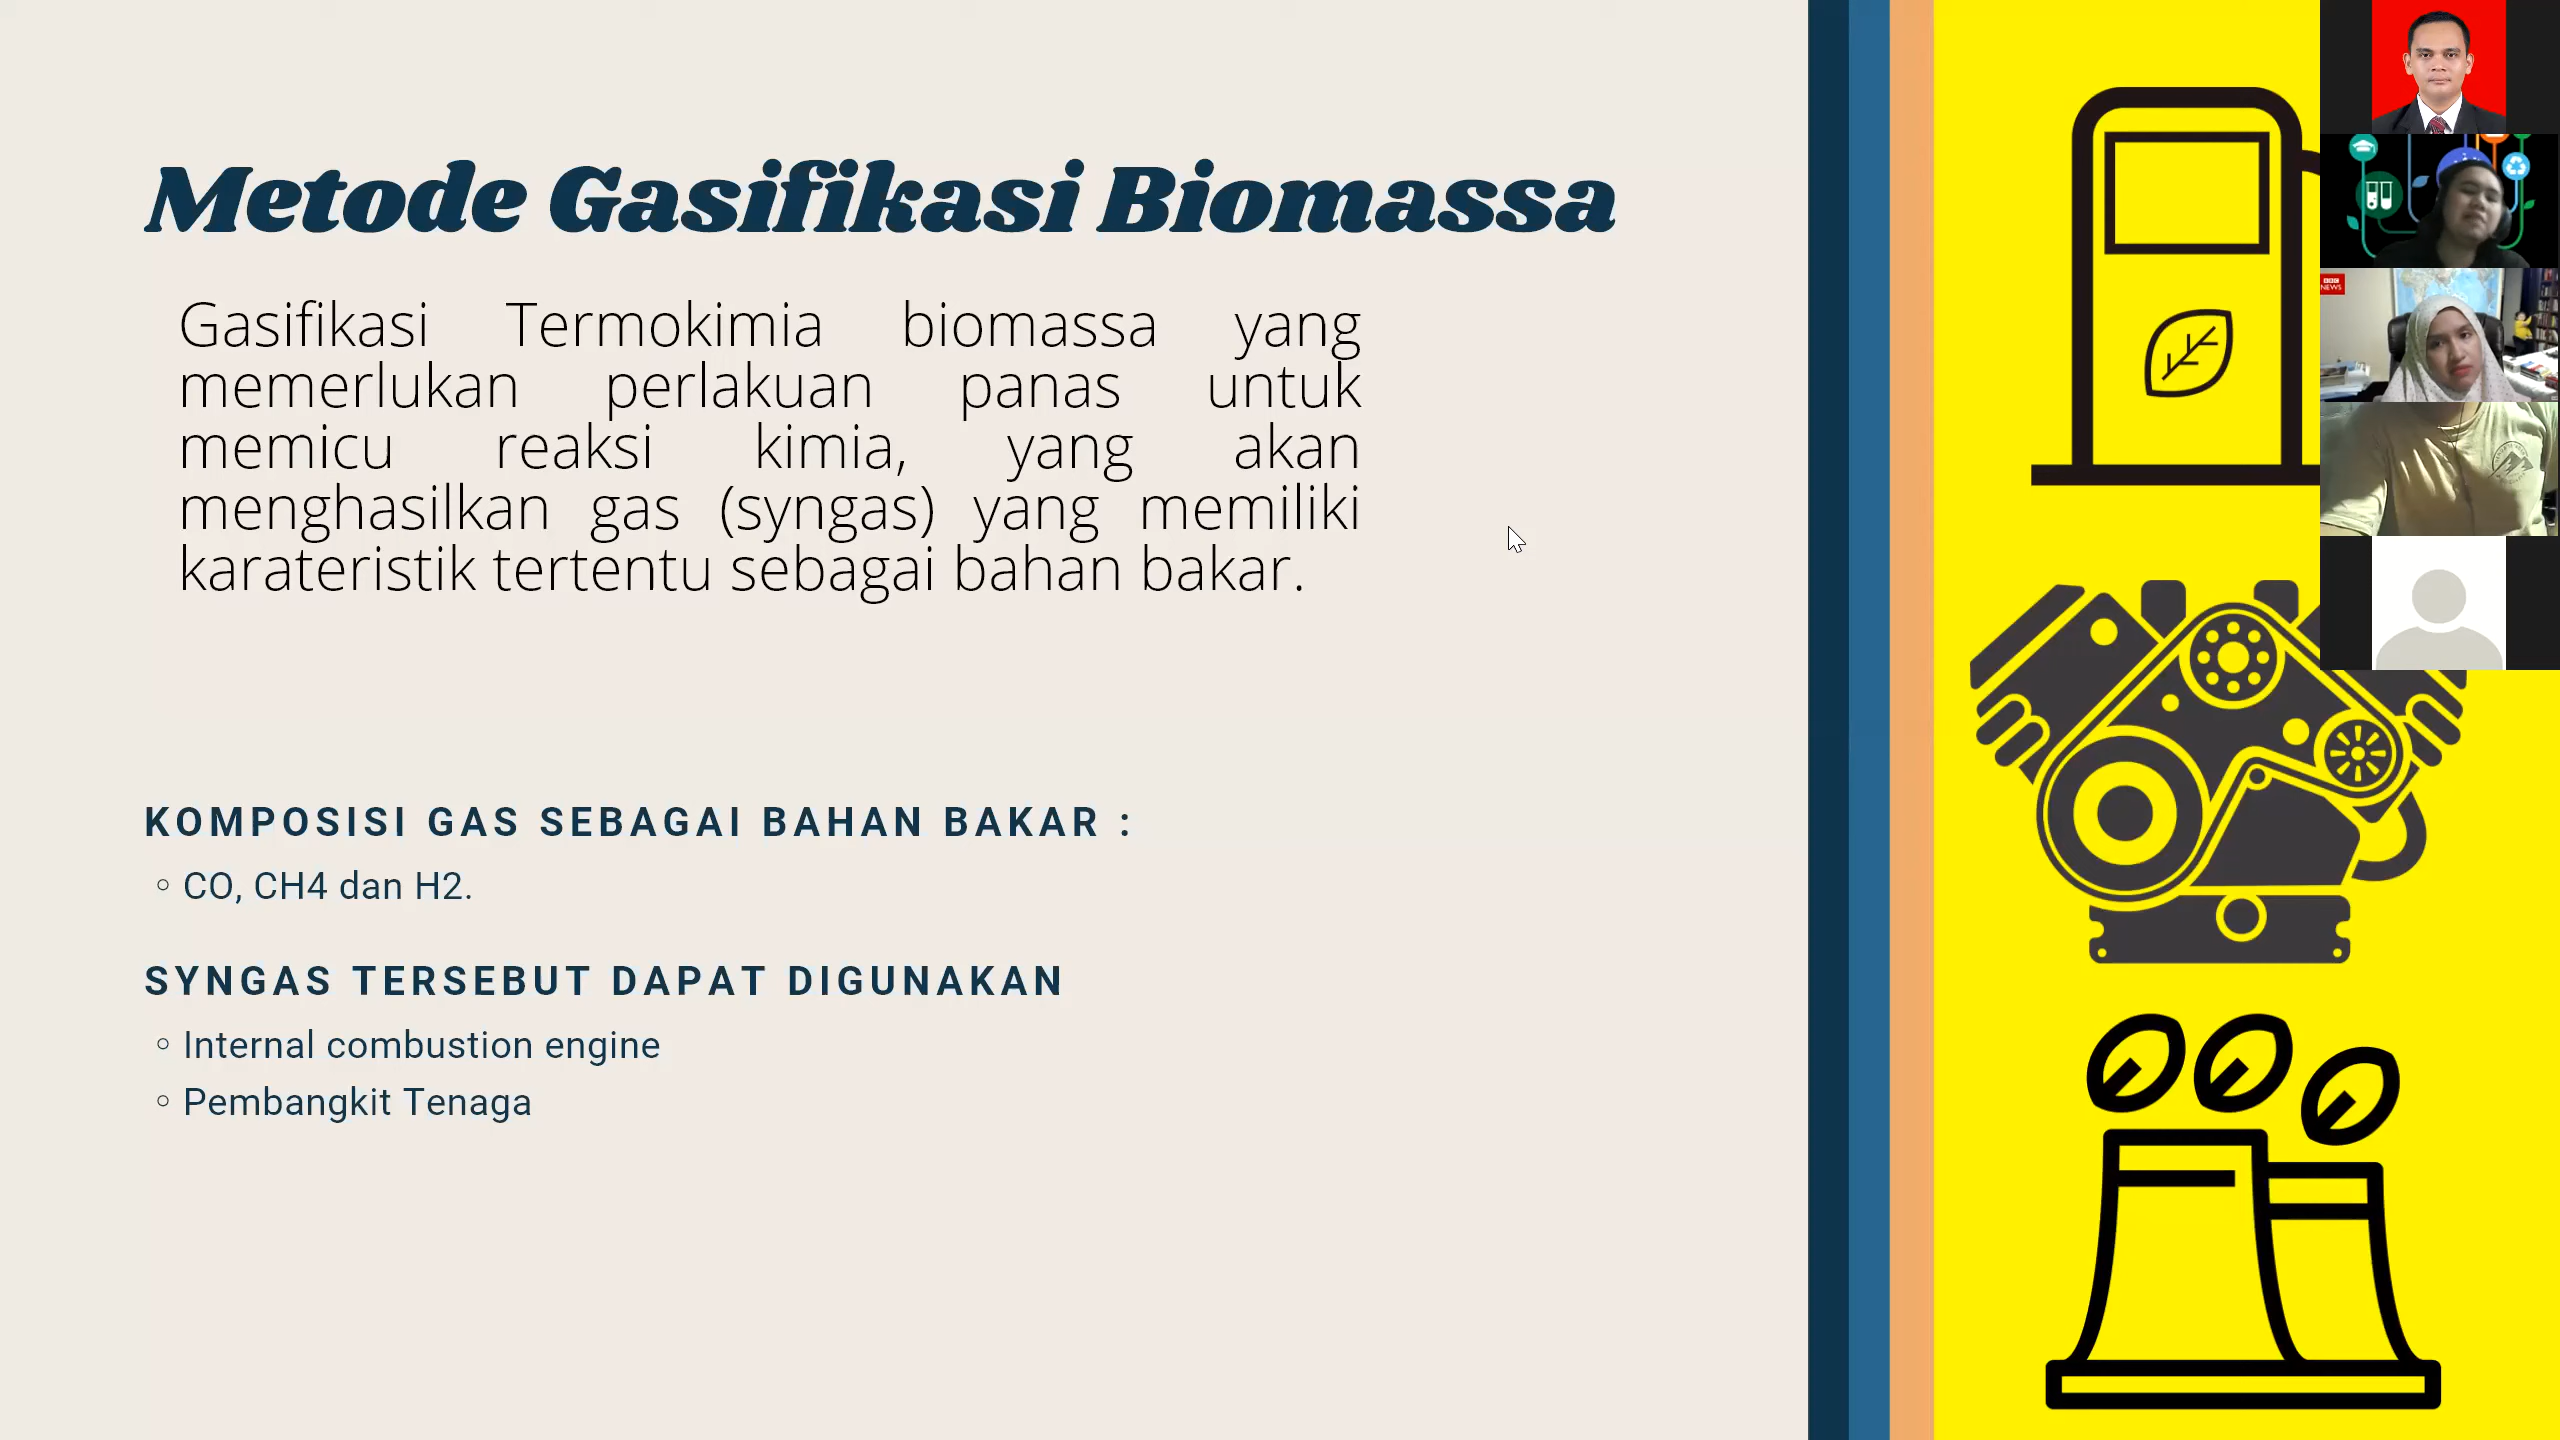 Metode Gasifikasi Biomassa
Gasifikasi Termokimia biomassa yang
memerlukan perlakuan panas untuk
memicu reaksi kimia, yang akan
menghasilkan gas (syngas) yang memiliki
karateristik tertentu sebagai bahan bakar.
KOMPOSISI GAS SEBAGAI BAHAN BAKAR :
CO, CH4 dan H2.
SYNGAS TERSEBUT DAPAT DIGUNAKAN
Internal combustion engine
Pembangkit Tenaga
BBC
NEWS